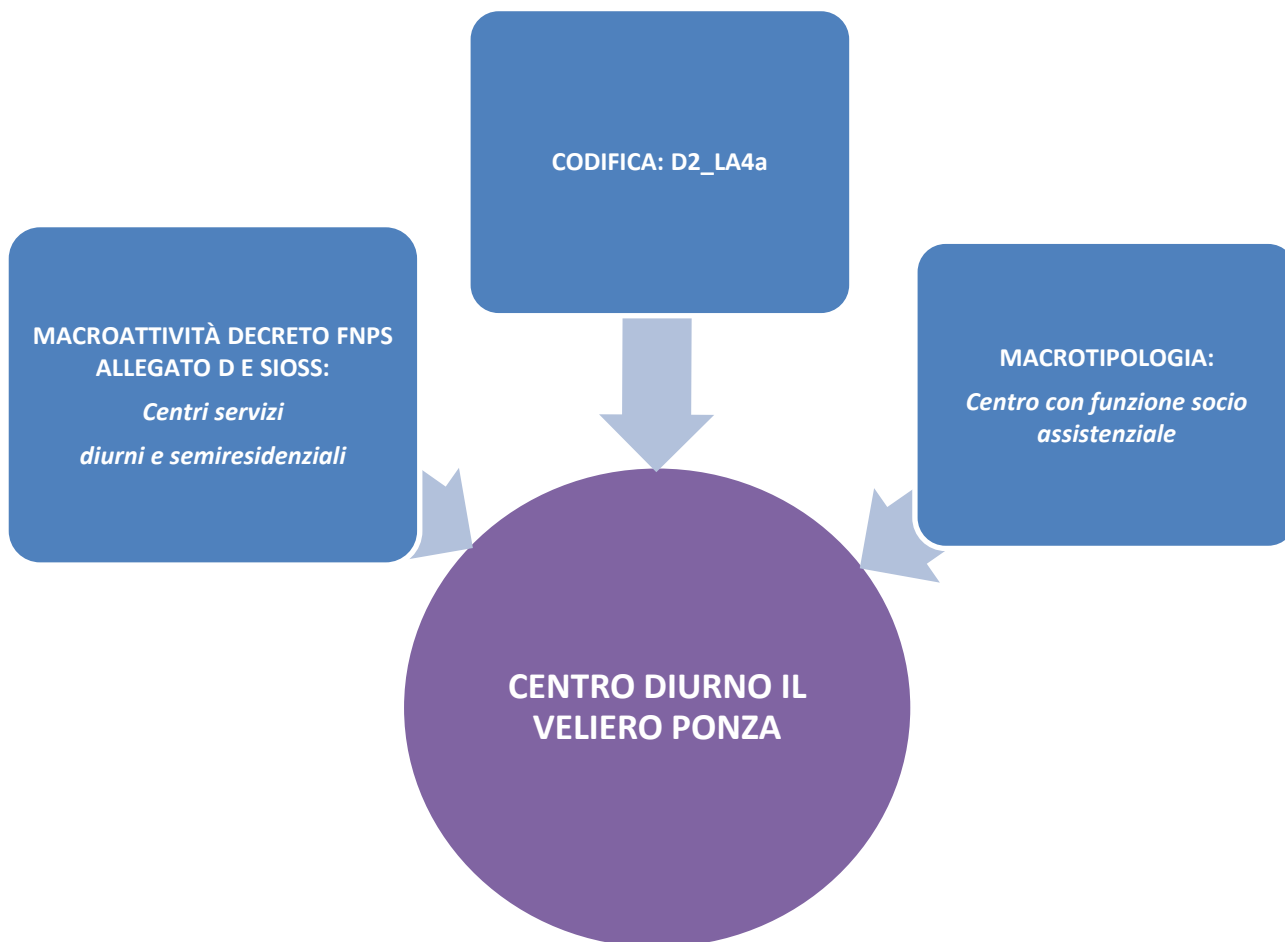 CODIFICA: D2_LA4a
MACROATTIVITÀ DECRETO FNPS
ALLEGATO D E SIOSS:
Centri servizi
diurni e semiresidenziali
MACROTIPOLOGIA:
Centro con funzione socio
assistenziale
CENTRO DIURNO IL
VELIERO PONZA